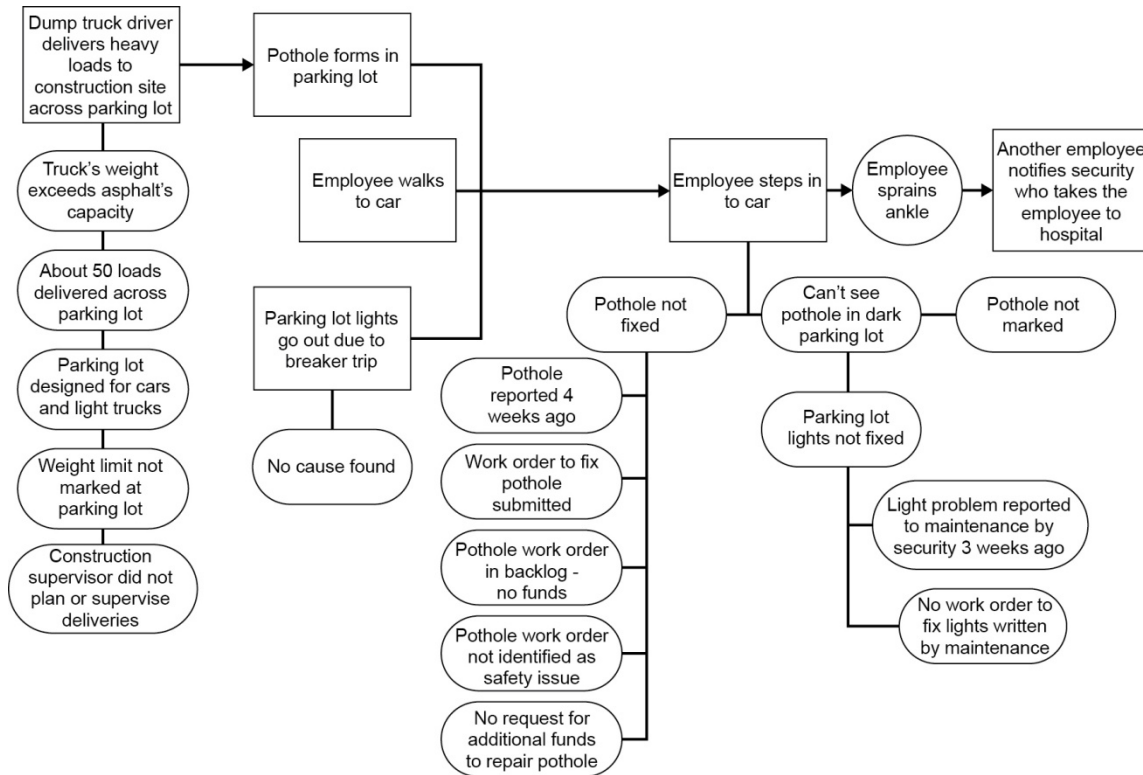 Dump truck driver
delivers heavy
loads to
construction site
across parking lot
Pothole forms in
parking lot
Employee walks
to car
Employee steps in
to car
Employee
sprains
ankle
Another employee
notifies security
who takes the
employee to
hospital
Truck's weight
exceeds asphalt's
capacity
About 50 loads
delivered across
parking lot
Parking lot
designed for cars
and light trucks
Weight limit not
marked at
parking lot
Construction
supervisor did not
plan or supervise
deliveries
Parking lot lights
go out due to
breaker trip
No cause found
Pothole not
fixed
Can't see
pothole in dark
parking lot
Pothole not
marked
Pothole
reported 4
weeks ago
Work order to fix
pothole
submitted
Pothole work order
in backlog -
no funds
Pothole work order
not identified as
safety issue
No request for
additional funds
to repair pothole
Parking lot
lights not fixed
Light problem reported
to maintenance by
security 3 weeks ago
No work order to
fix lights written
by maintenance